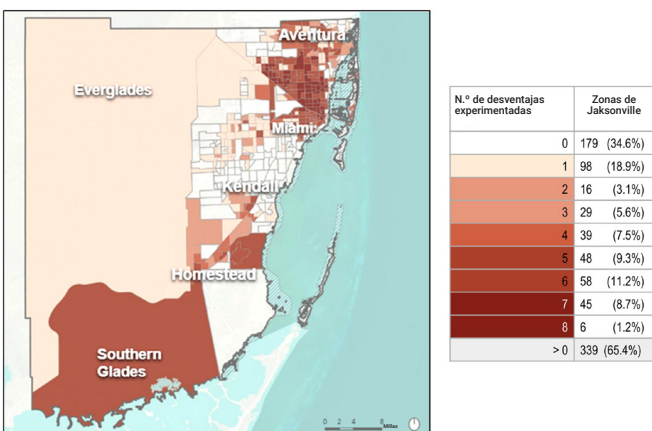 Aventura
Everglades
Miami
Kendall
Homestead
Southern
Glades
0 2 4 8 Millas
N.º de desventajas
experimentadas
Zonas de
Jaksonville
0 179 (34.6%)
1 98 (18.9%)
2 16 (3.1%)
3 29 (5.6%)
4 39 (7.5%)
5 48 (9.3%)
6 58 (11.2%)
7 45 (8.7%)
8 6 (1.2%)
> 0 339 (65.4%)